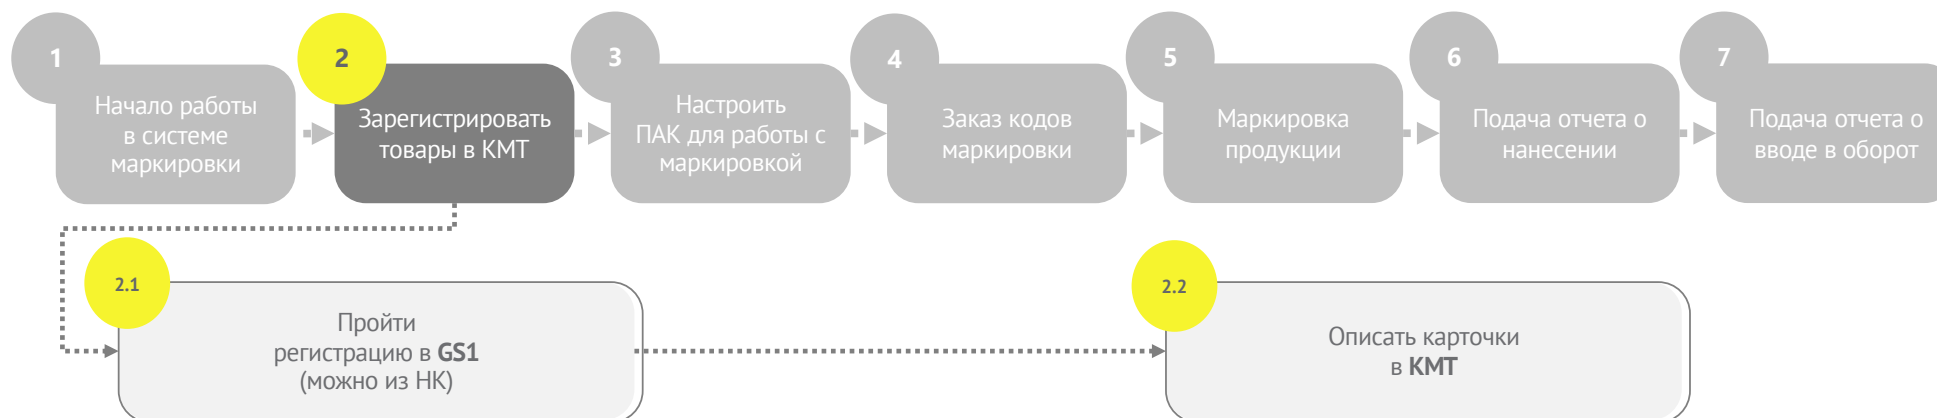 1
Начало работы
в системе
маркировки
2
Зарегистрировать
товары в КМТ
3
Настроить
ПАК для работы с
маркировкой
4
Заказ кодов
маркировки
5
Маркировка
продукции
6
Подача отчета о
нанесении
7
Подача отчета о
вводе в оборот
2.1
Пройти
регистрацию в GS1
(можно из НК)
2.2
Описать карточки
в КМТ